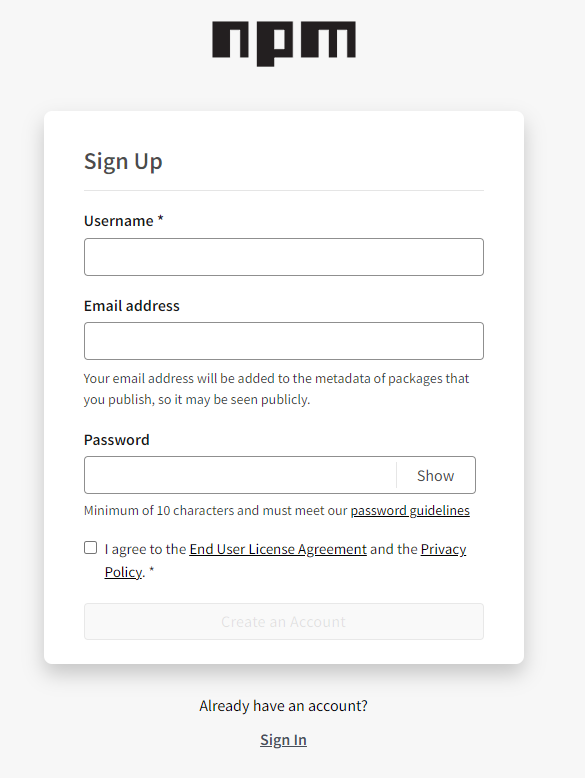 npm
Sign Up
Username *
Email address
Your email address will be added to the metadata of packages that
you publish, so it may be seen publicly.
Password
Show
Minimum of 10 characters and must meet our password guidelines
I agree to the End User License Agreement and the Privacy
Policy. *
Create an Account
Already have an account?
Sign In